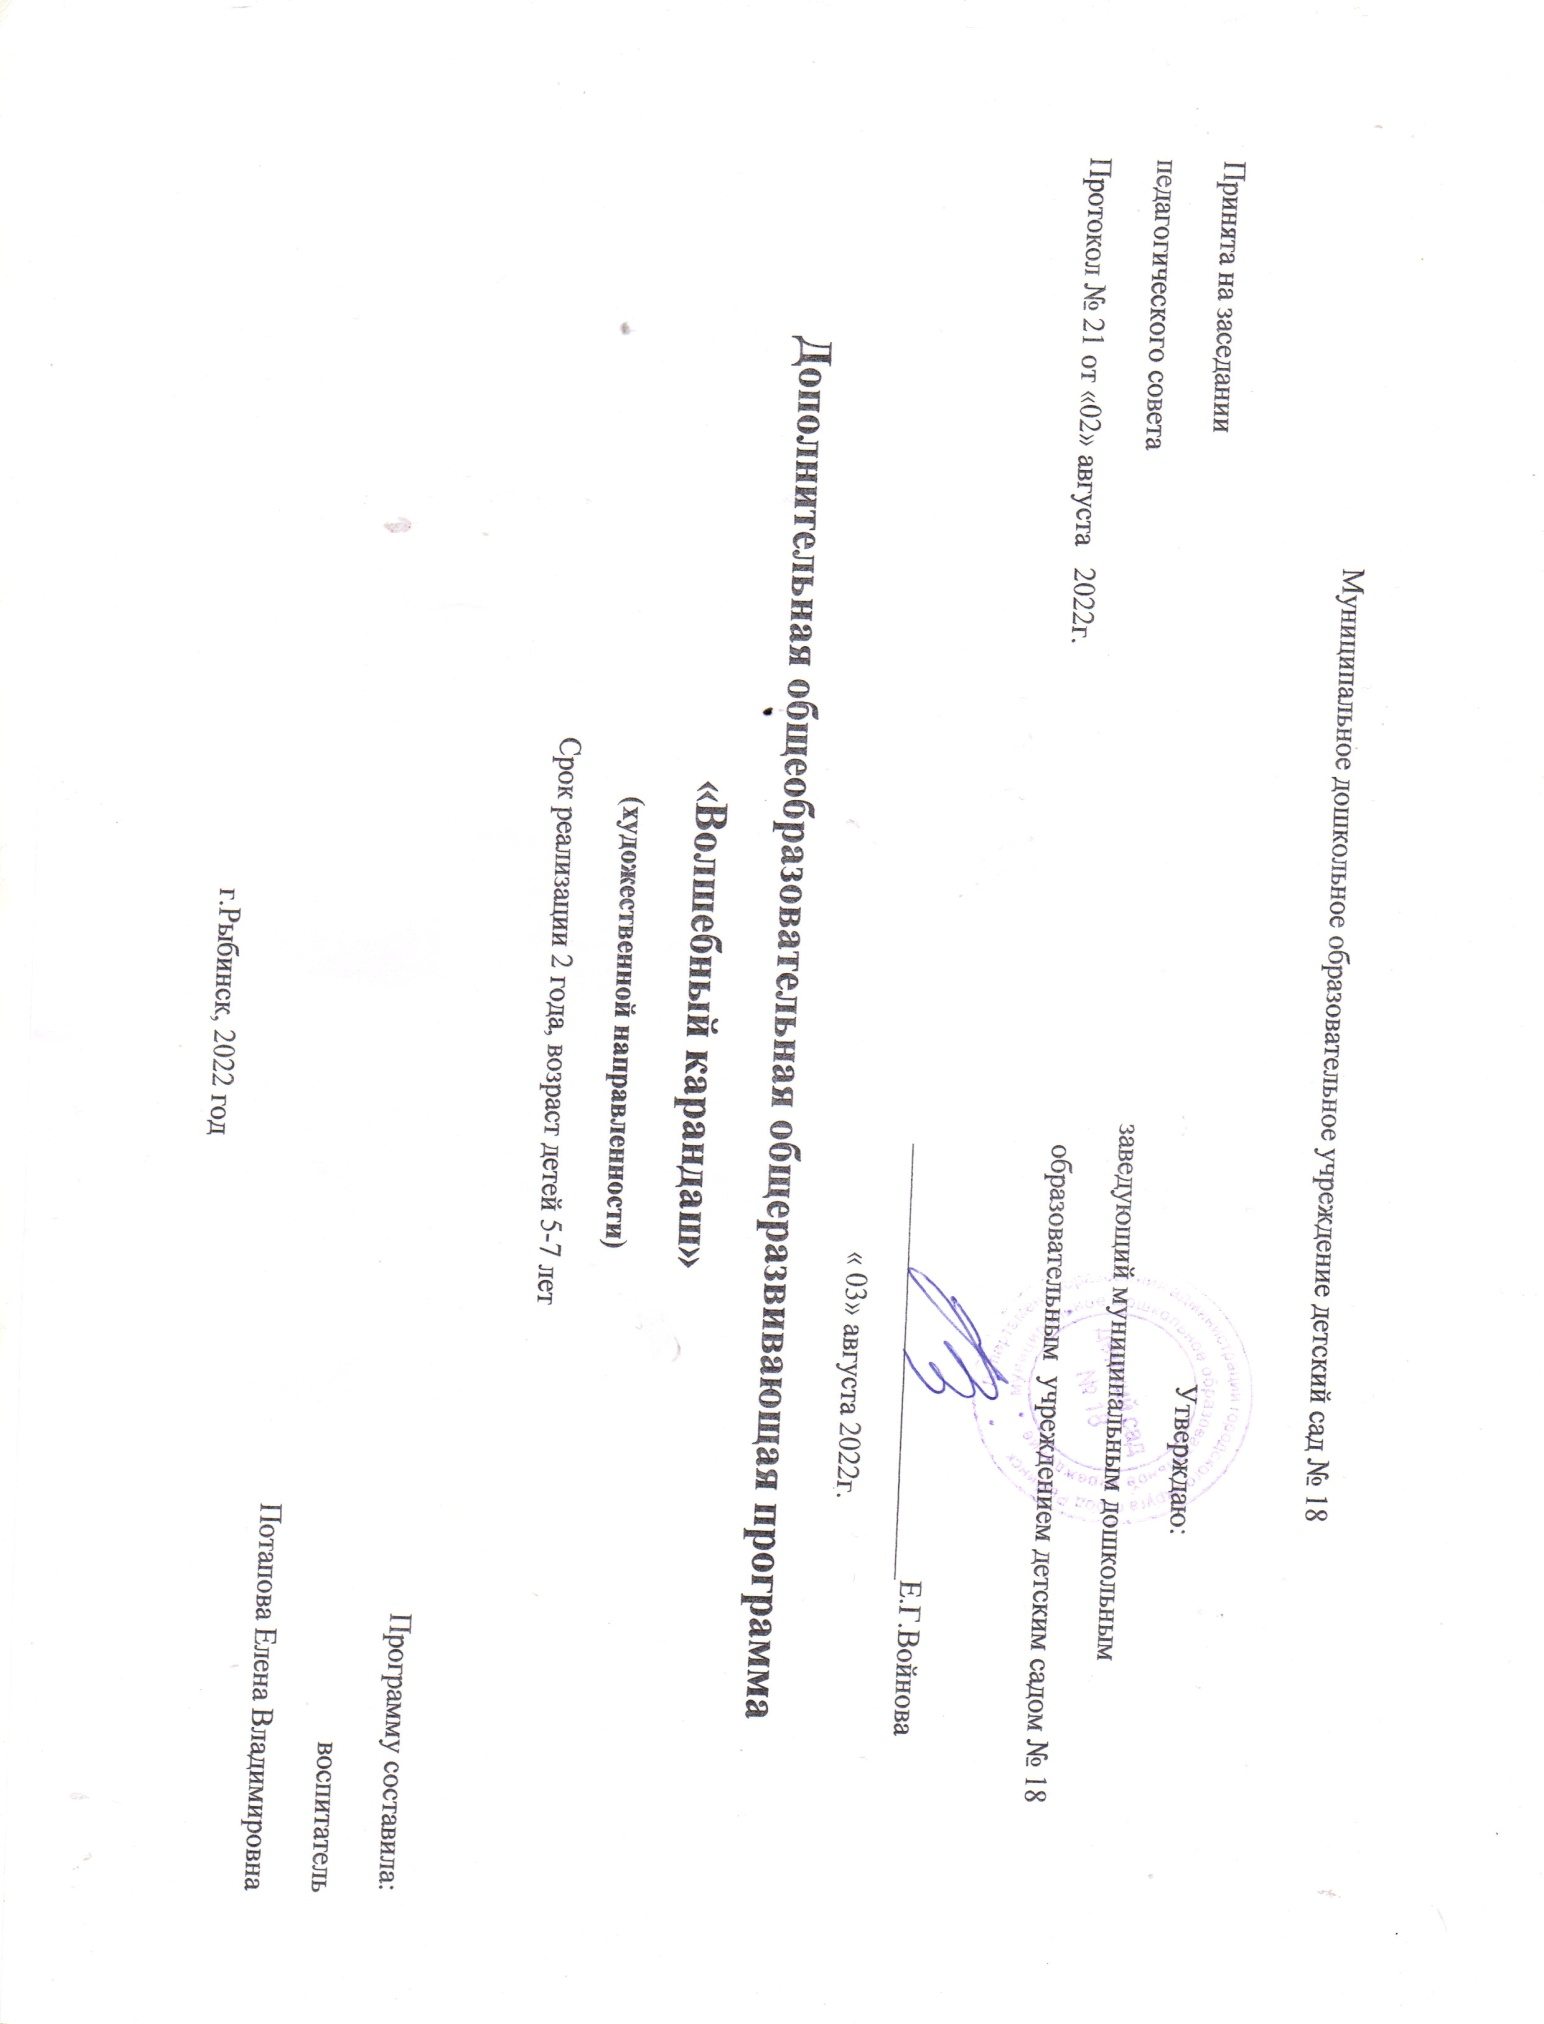 Муниципальное дошкольное образовательное учреждение детский сад № 18
Принята на заседании
педагогического совета
Протокол № 21 от «02» августа 2022г.
Утверждаю:
заведующий муниципальным дошкольным
образовательным учреждением детским садом № 18
Е.Г.Войнова
« 03» августа 2022г.
Дополнительная общеобразовательная общеразвивающая программа
«Волшебный карандаш»
(художественной направленности)
Срок реализации 2 года, возраст детей 5-7 лет
Программу составила:
воспитатель
Потапова Елена Владимировна
г.Рыбинск, 2022 год
№ 18